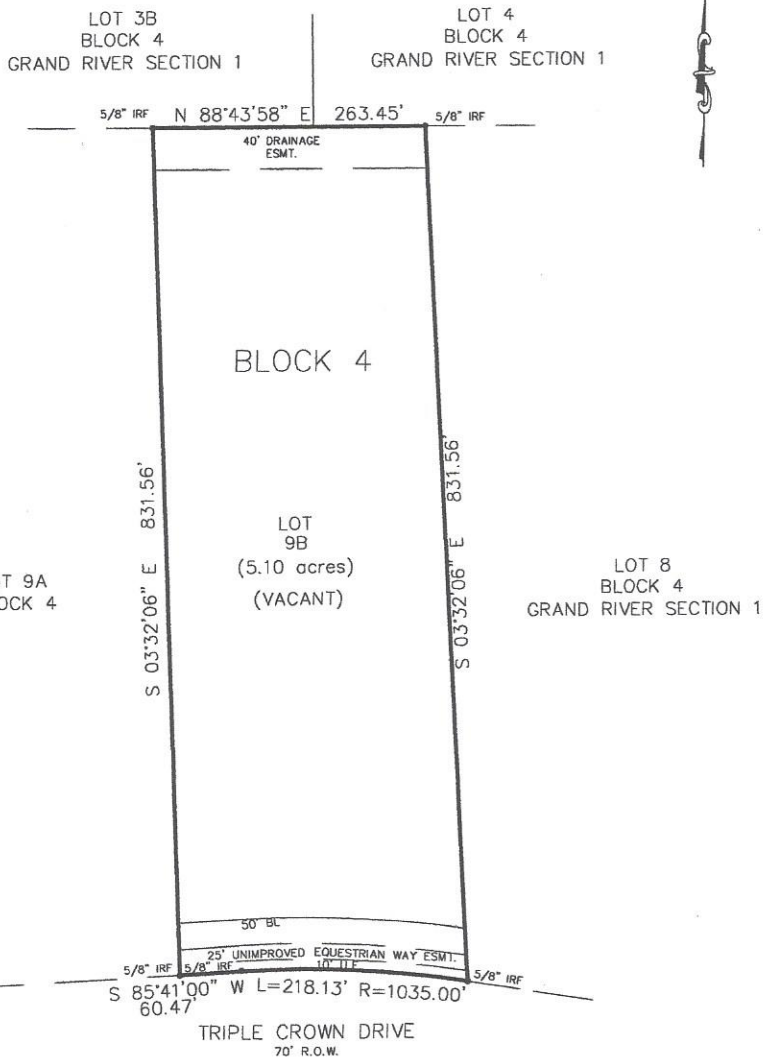 LOT 3B
BLOCK 4
GRAND RIVER SECTION 1
LOT 4
BLOCK 4
GRAND RIVER SECTION 1
5/8" IRF N 88°43'58" E 263.45' 5/8" IRF
40' DRAINAGE
ESMT.
BLOCK 4
S 03°32'06" E 831.56'
S 03°32'06" E 831.56'
LOT
9B
(5.10 acres)
(VACANT)
T 9A
OCK 4
LOT 8
BLOCK 4
GRAND RIVER SECTION 1
50' BL
25' UNIMPROVED EQUESTRIAN WAY ESMT.
10' U.E.
5/8" IRF 5/8" IRF 5/8" IRF
S 85°41'00" W L=218.13' R=1035.00'
60.47'
TRIPLE CROWN DRIVE
70' R.O.W.